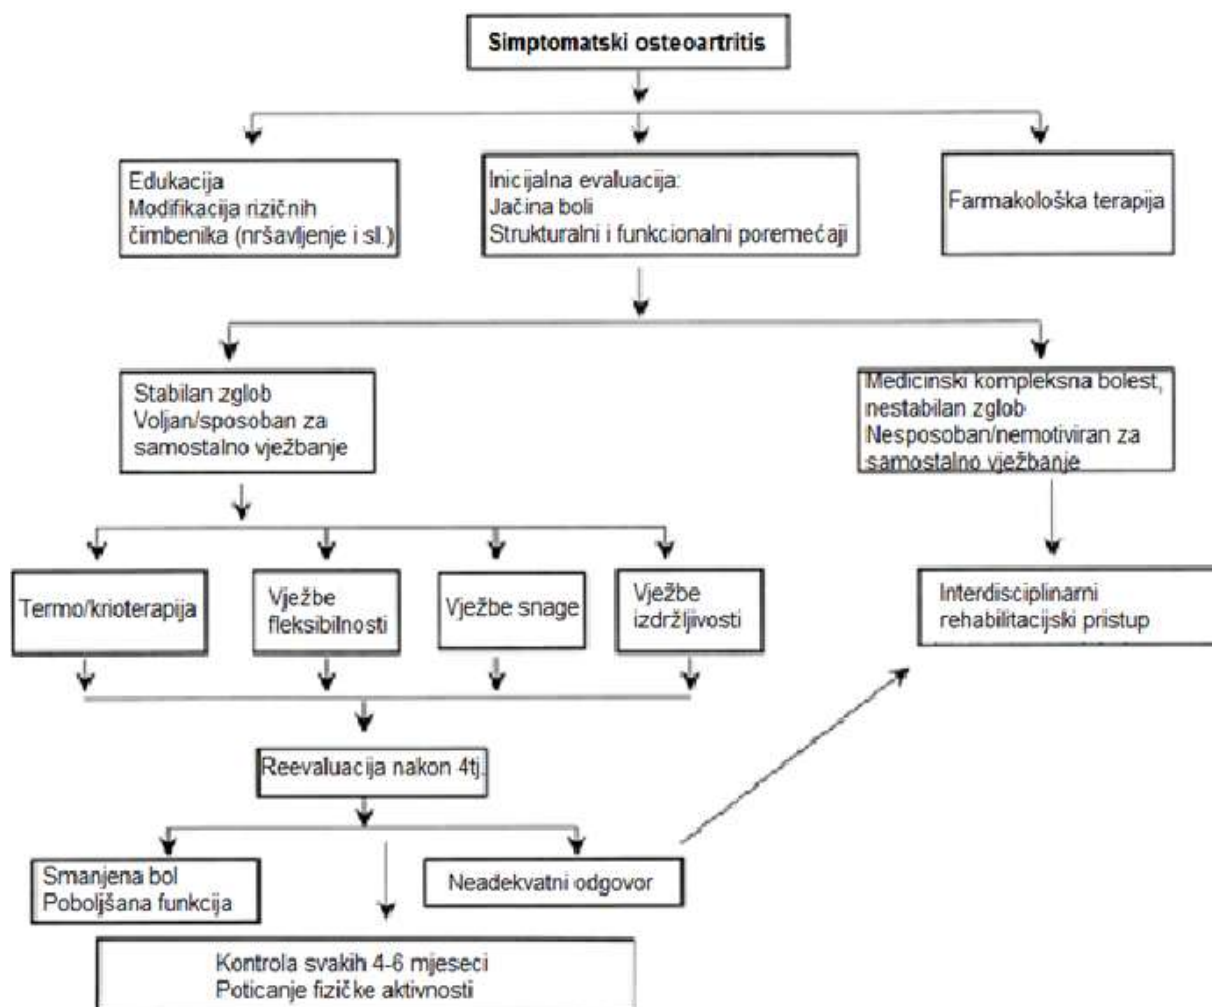 Simptomatski osteoartritis
Edukacija
Modifikacija rizičnih
čimbenika (nršavljenje i sll.)
Inicijalna evaluacija:
Jačina boli
Strukturalni i funkcionalni poremećaji
Farmakološka terapija
Stabilan zglob
Voljan/sposoban za
samostalno vježbanje
Medicinski kompleksna bolest,
nestabilan zglob
Nesposoban/nemotiviran za
samostalno vježbanje
Termo/krioterapija
Vježbe
fleksibilnosti
Vježbe snage
Vježbe
izdržljivosti
Interdisciplinarni
rehabilitacijski pristup
Reevaluacija nakon 4tj.
Smanjena bol
Poboljšana funkcija
Neadekvatni odgovor
Kontrola svakih 4-6 mjeseci
Poticanje fizičke aktivnosti